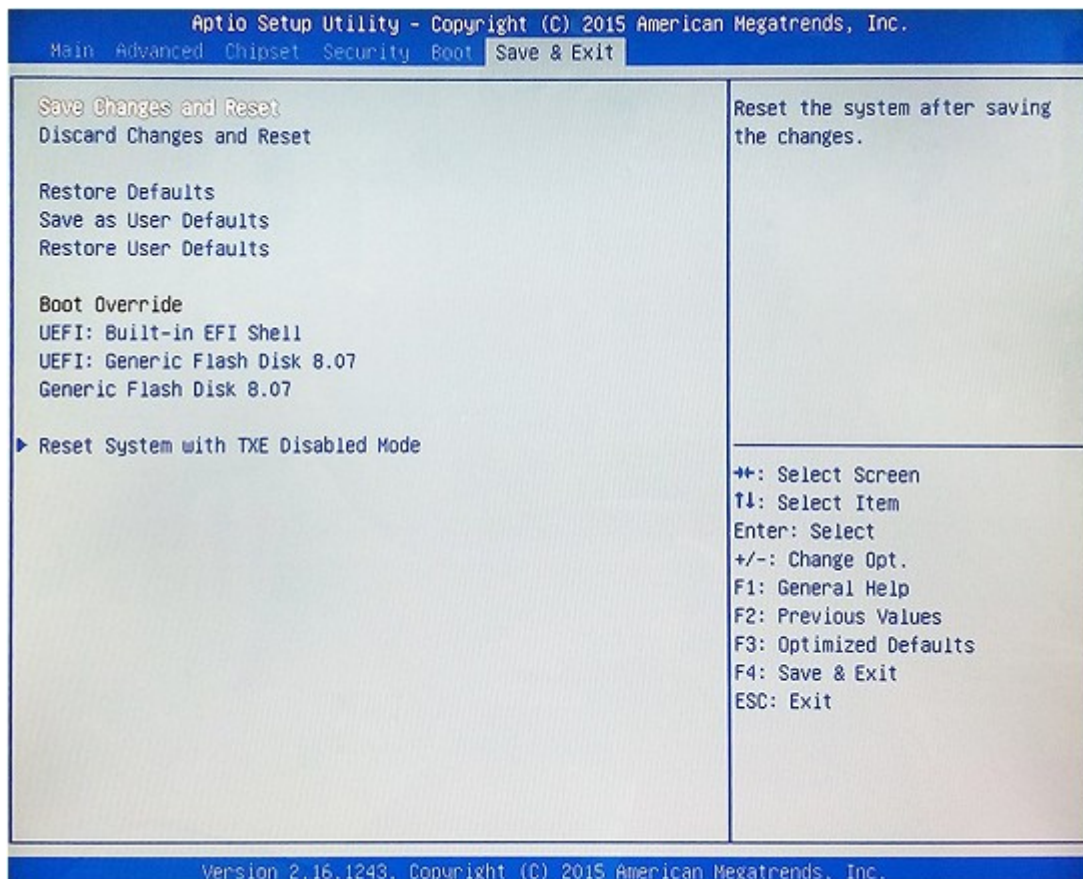 Aptio Setup Utility - Copyright (C) 2015 American Megatrends, Inc.
Main Advanced Chipset Security Boot Save & Exit
Save Changes and Reset
Discard Changes and Reset
Restore Defaults
Save as User Defaults
Restore User Defaults
Boot Override
UEFI: Built-in EFI Shell
UEFI: Generic Flash Disk 8.07
Generic Flash Disk 8.07
Reset System with TXE Disabled Mode
Reset the system after saving
the changes.
→←: Select Screen
↑↓: Select Item
Enter: Select
+/-: Change Opt.
F1: General Help
F2: Previous Values
F3: Optimized Defaults
F4: Save & Exit
ESC: Exit
Version 2.16.1243. Copyright (C) 2015 American Megatrends, Inc.